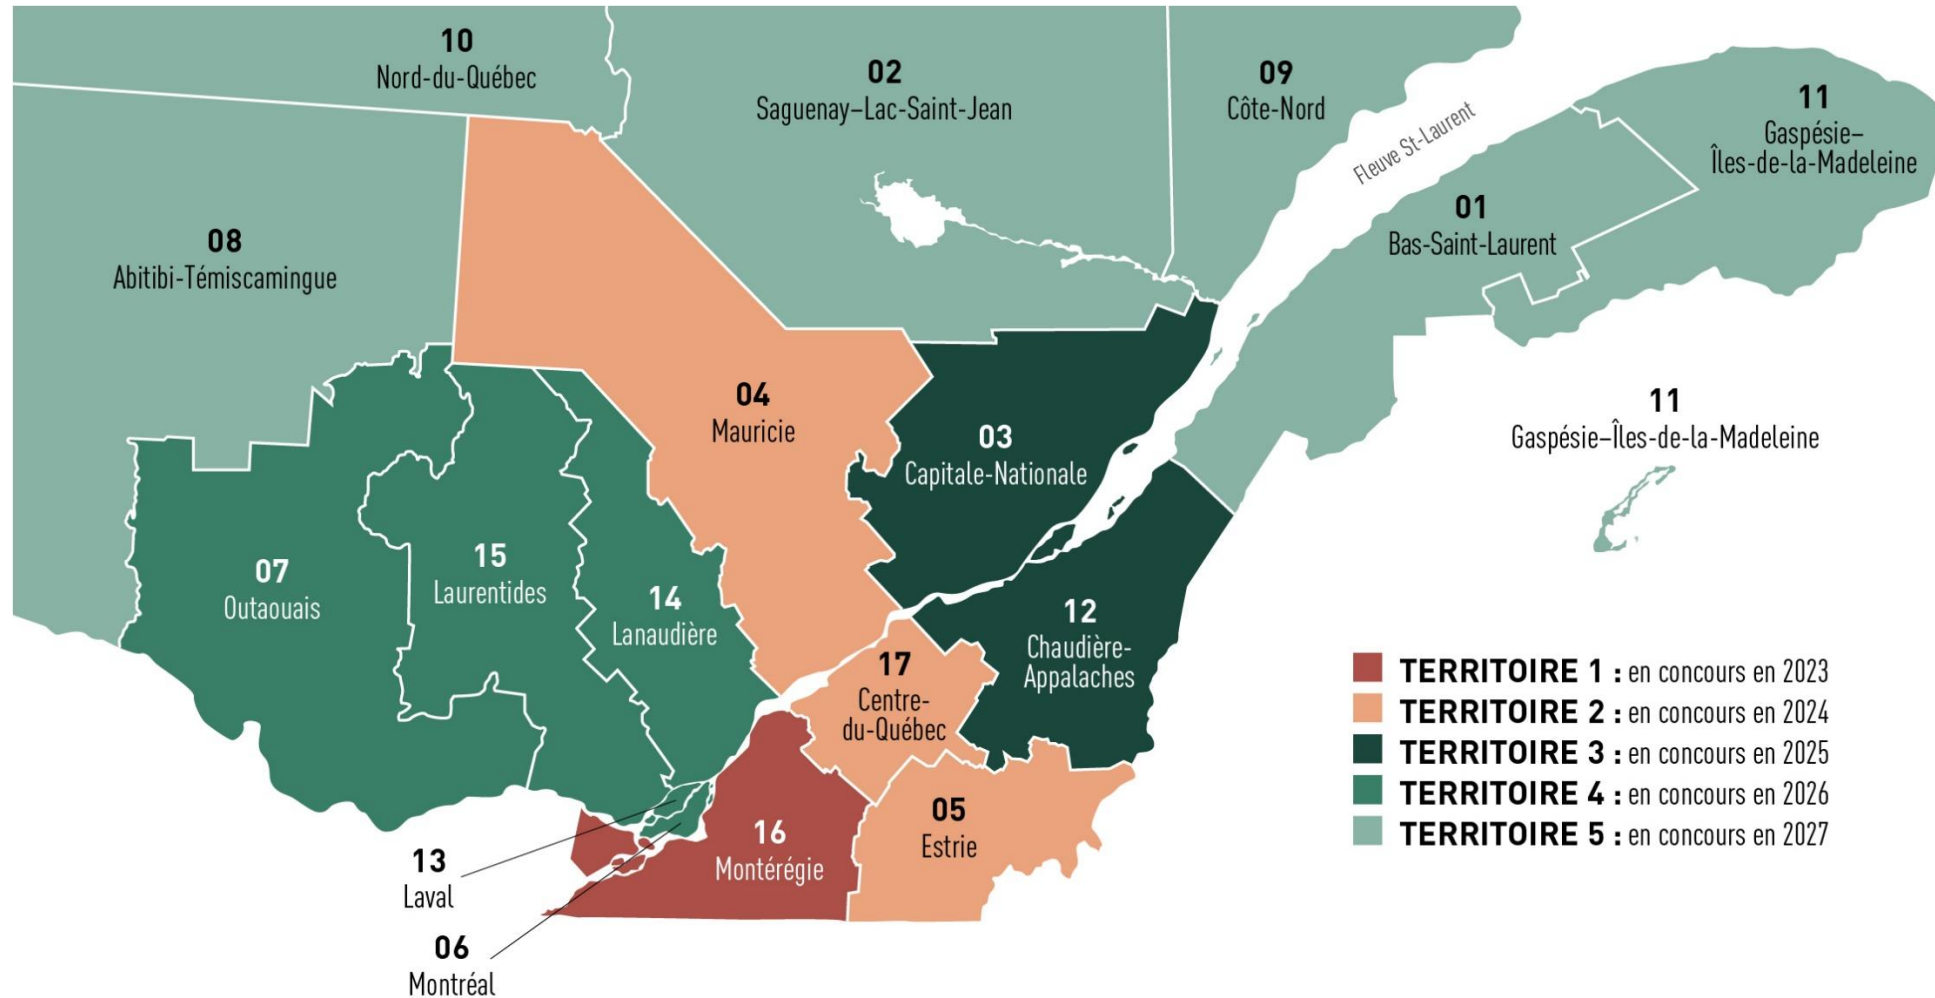 10
Nord-du-Québec
02
Saguenay–Lac-Saint-Jean
09
Côte-Nord
11
Gaspésie–
Îles-de-la-Madeleine
Fleuve St-Laurent
01
Bas-Saint-Laurent
08
Abitibi-Témiscamingue
04
Mauricie
03
Capitale-Nationale
11
Gaspésie–Îles-de-la-Madeleine
07
Outaouais
15
Laurentides
14
Lanaudière
12
Chaudière-
Appalaches
17
Centre-
du-Québec
05
Estrie
16
Montérégie
13
Laval
06
Montréal
TERRITOIRE 1 : en concours en 2023
TERRITOIRE 2 : en concours en 2024
TERRITOIRE 3 : en concours en 2025
TERRITOIRE 4 : en concours en 2026
TERRITOIRE 5 : en concours en 2027